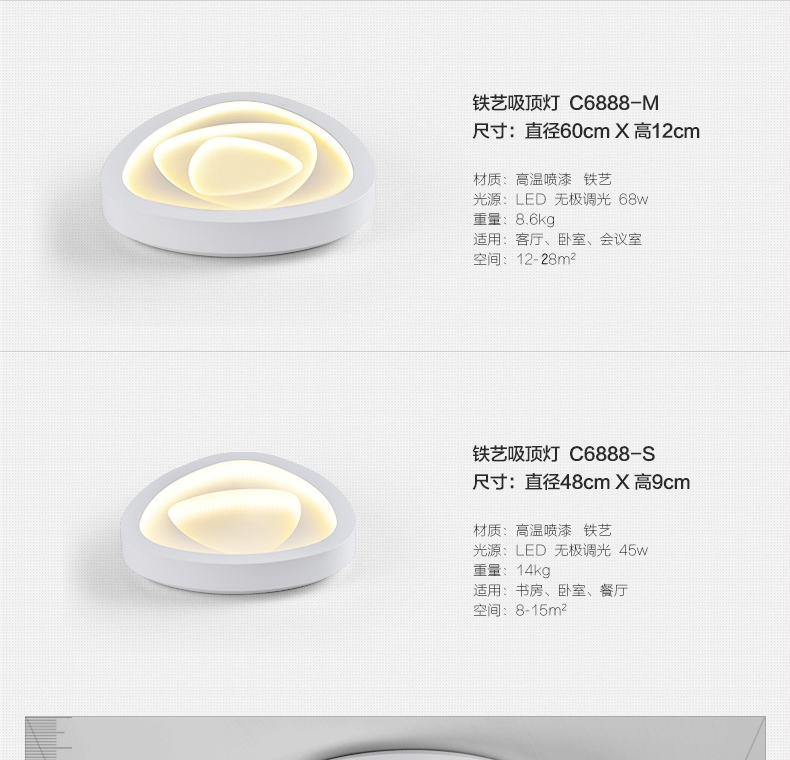 铁艺吸顶灯 C6888-M
尺寸：直径60cm X 高12cm
材质：高温喷漆 铁艺
光源：LED 无极调光 68w
重量：8.6kg
适用：客厅、卧室、会议室
空间：12-28m²
铁艺吸顶灯 C6888-S
尺寸：直径48cm X 高9cm
材质：高温喷漆 铁艺
光源：LED 无极调光 45w
重量：14kg
适用：书房、卧室、餐厅
空间：8-15m²